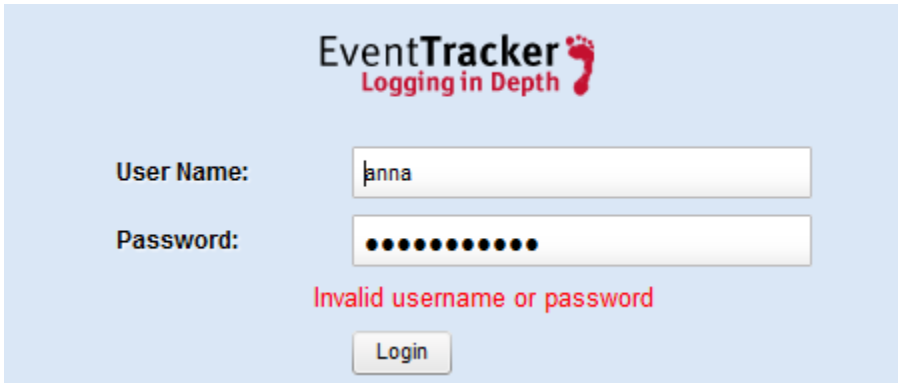 EventTracker
Logging in Depth
User Name: anna
Password: ●●●●●●●●●●●
Invalid username or password
Login